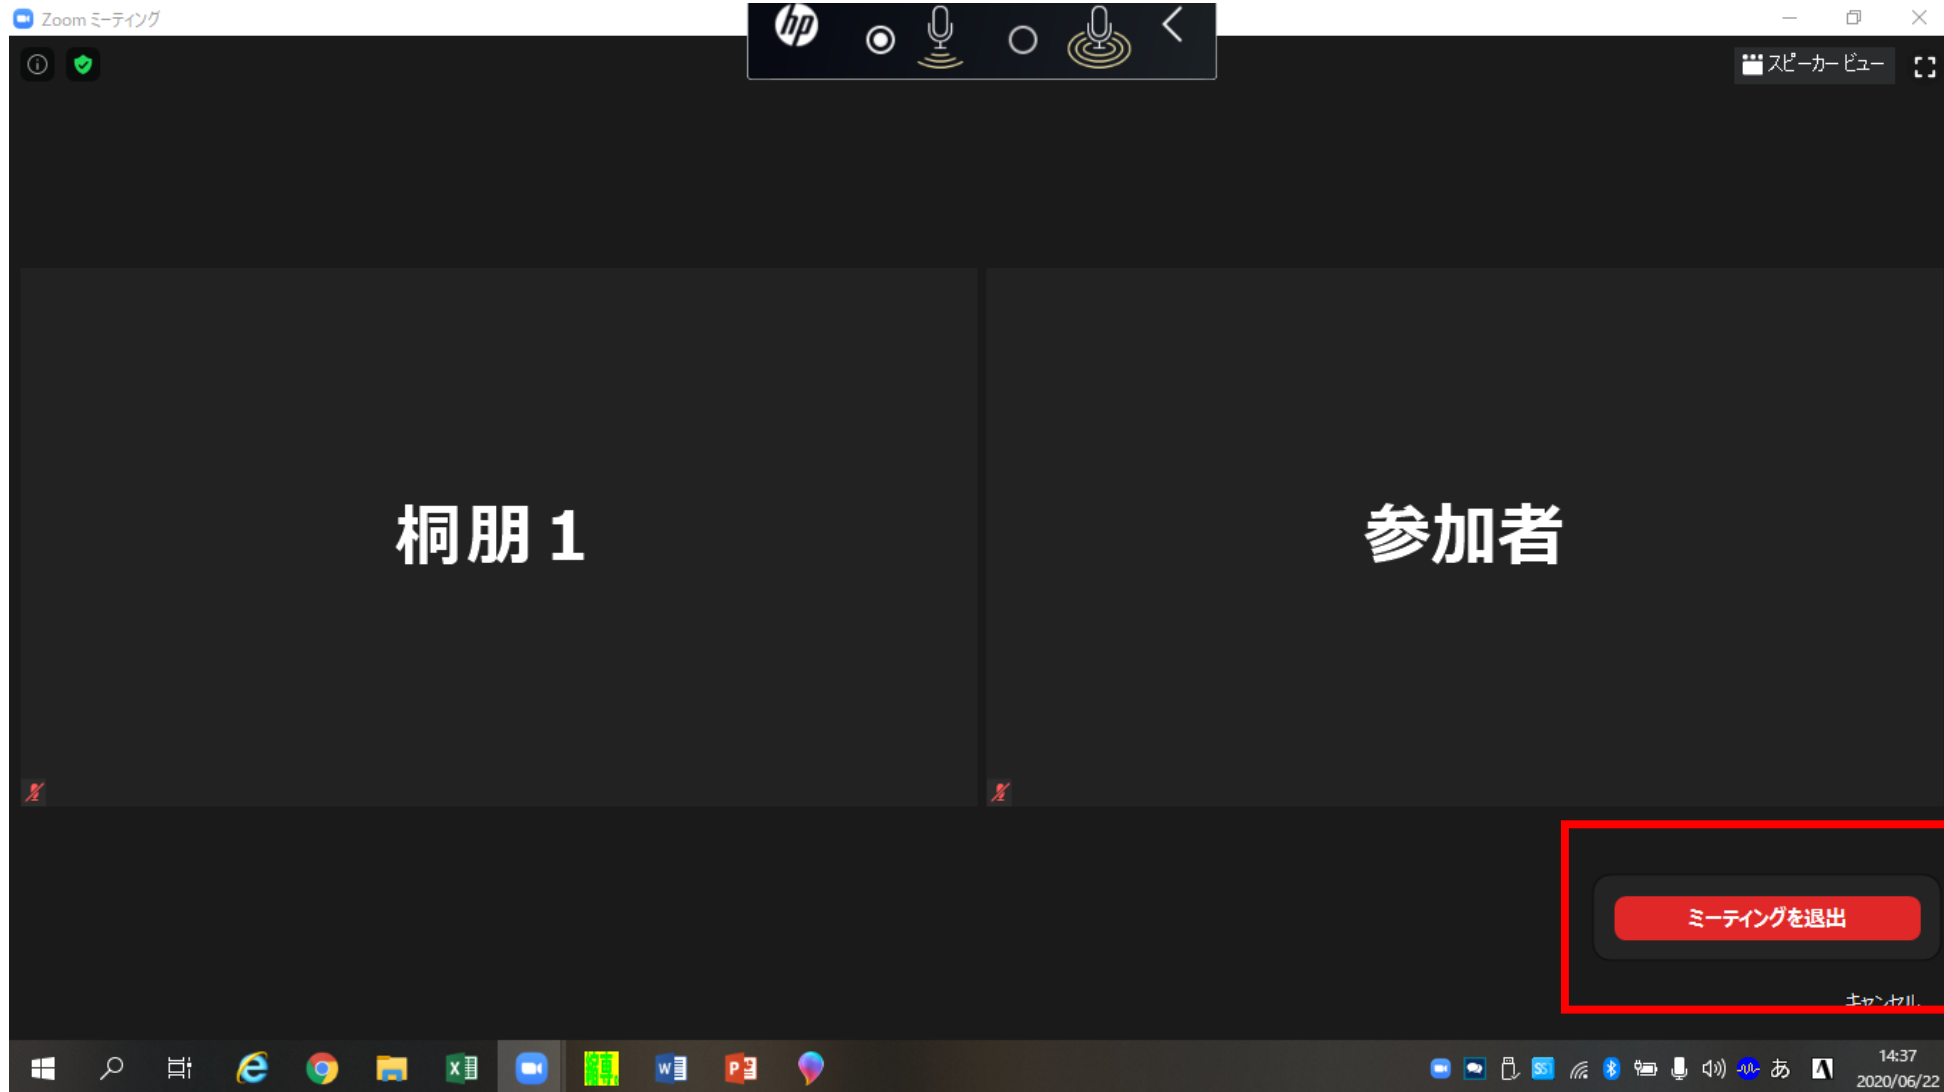 Zoom ミーティング
hp
スピーカー ビュー
桐朋１
参加者
ミーティングを退出
キャンセル
あ
14:37
2020/06/22